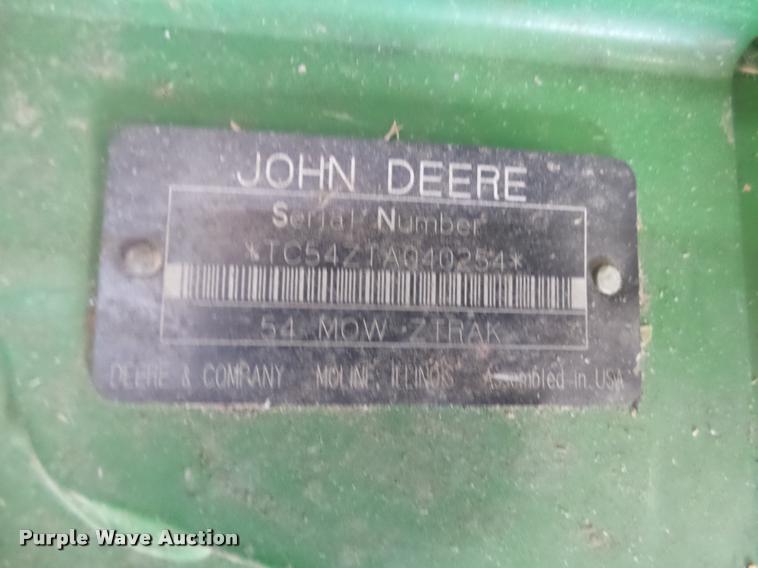 JOHN DEERE
Serial Number
*TC54ZTA040254*
54 MOW ZTRAK
DEERE & COMPANY MOLINE, ILLINOIS Assembled in USA
Purple Wave Auction